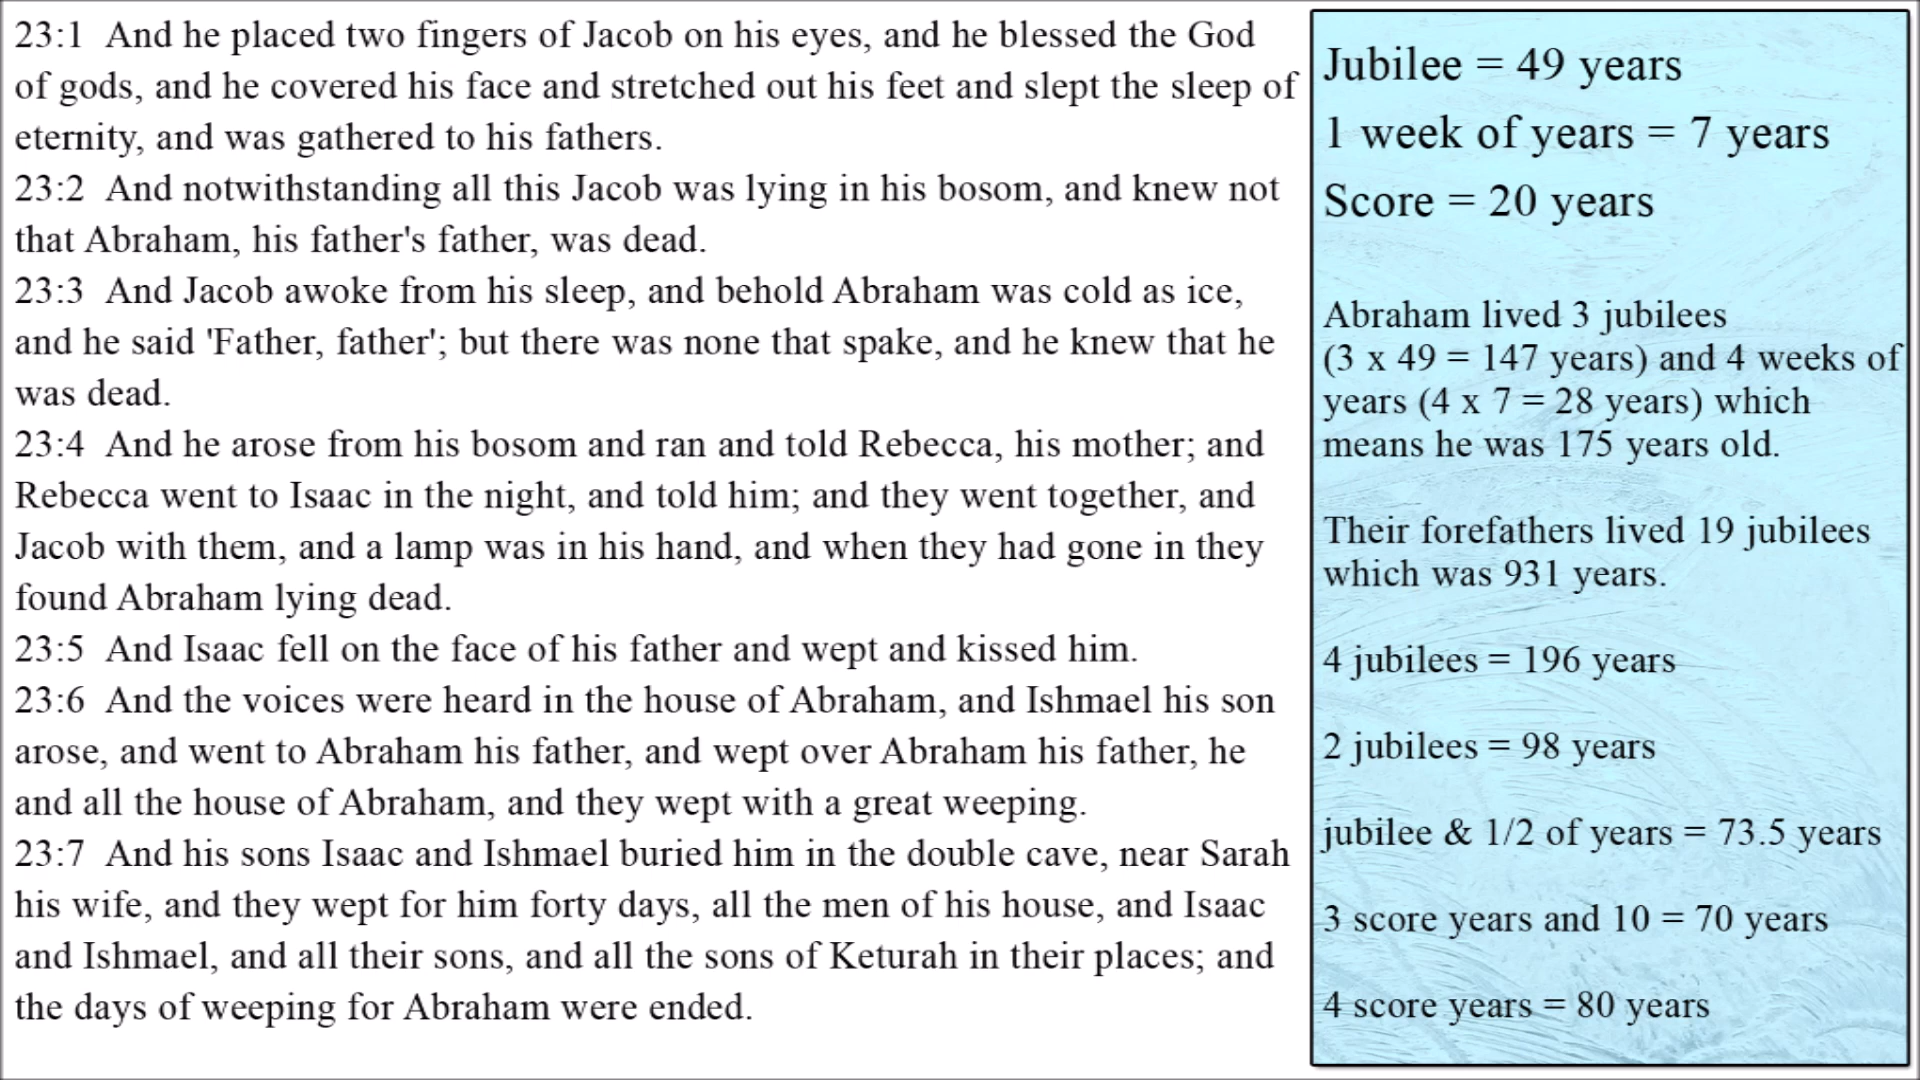 23:1 And he placed two fingers of Jacob on his eyes, and he blessed the God
of gods, and he covered his face and stretched out his feet and slept the sleep of
eternity, and was gathered to his fathers.
23:2 And notwithstanding all this Jacob was lying in his bosom, and knew not
that Abraham, his father's father, was dead.
23:3 And Jacob awoke from his sleep, and behold Abraham was cold as ice,
and he said 'Father, father'; but there was none that spake, and he knew that he
was dead.
23:4 And he arose from his bosom and ran and told Rebecca, his mother; and
Rebecca went to Isaac in the night, and told him; and they went together, and
Jacob with them, and a lamp was in his hand, and when they had gone in they
found Abraham lying dead.
23:5 And Isaac fell on the face of his father and wept and kissed him.
23:6 And the voices were heard in the house of Abraham, and Ishmael his son
arose, and went to Abraham his father, and wept over Abraham his father, he
and all the house of Abraham, and they wept with a great weeping.
23:7 And his sons Isaac and Ishmael buried him in the double cave, near Sarah
his wife, and they wept for him forty days, all the men of his house, and Isaac
and Ishmael, and all their sons, and all the sons of Keturah in their places; and
the days of weeping for Abraham were ended.
Jubilee = 49 years
1 week of years = 7 years
Score = 20 years
Abraham lived 3 jubilees
(3 x 49 = 147 years) and 4 weeks of
years (4 x 7 = 28 years) which
means he was 175 years old.
Their forefathers lived 19 jubilees
which was 931 years.
4 jubilees = 196 years
2 jubilees = 98 years
jubilee & 1/2 of years = 73.5 years
3 score years and 10 = 70 years
4 score years = 80 years